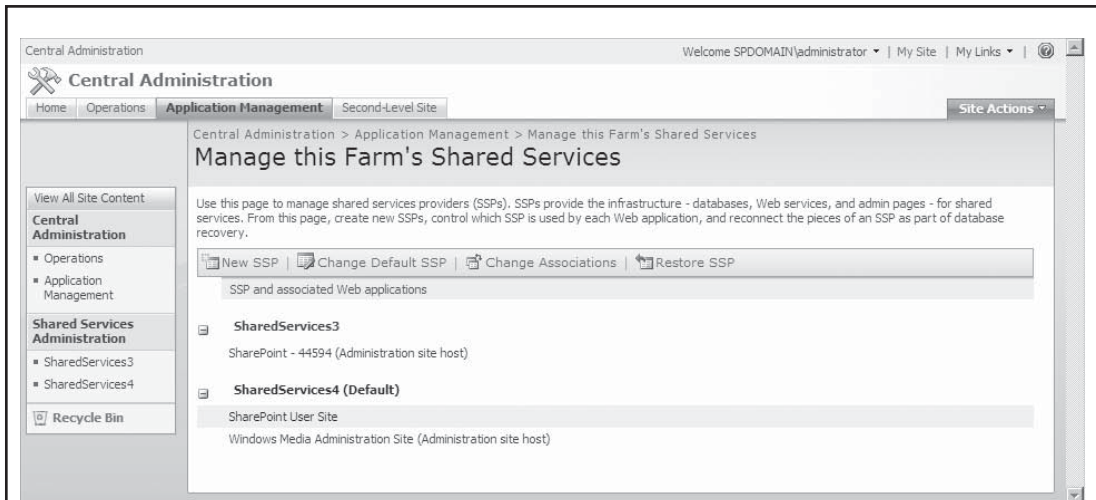 Central Administration
Welcome SPDOMAIN\administrator | My Site | My Links |
Central Administration
Home Operations Application Management Second-Level Site Site Actions
Central Administration > Application Management > Manage this Farm's Shared Services
Manage this Farm's Shared Services
View All Site Content
Central
Administration
Operations
Application
Management
Shared Services
Administration
SharedServices3
SharedServices4
Recycle Bin
Use this page to manage shared services providers (SSPs). SSPs provide the infrastructure - databases, Web services, and admin pages - for shared
services. From this page, create new SSPs, control which SSP is used by each Web application, and reconnect the pieces of an SSP as part of database
recovery.
New SSP | Change Default SSP | Change Associations | Restore SSP
SSP and associated Web applications
SharedServices3
SharePoint - 44594 (Administration site host)
SharedServices4 (Default)
SharePoint User Site
Windows Media Administration Site (Administration site host)